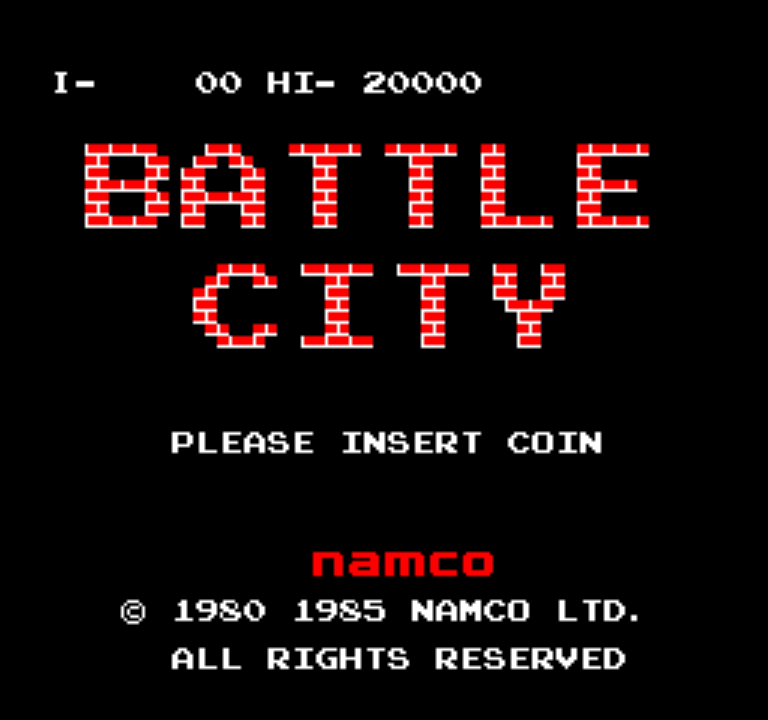 I-     00 HI- 20000
BATTLE
CITY
PLEASE INSERT COIN
namco
© 1980 1985 NAMCO LTD.
ALL RIGHTS RESERVED